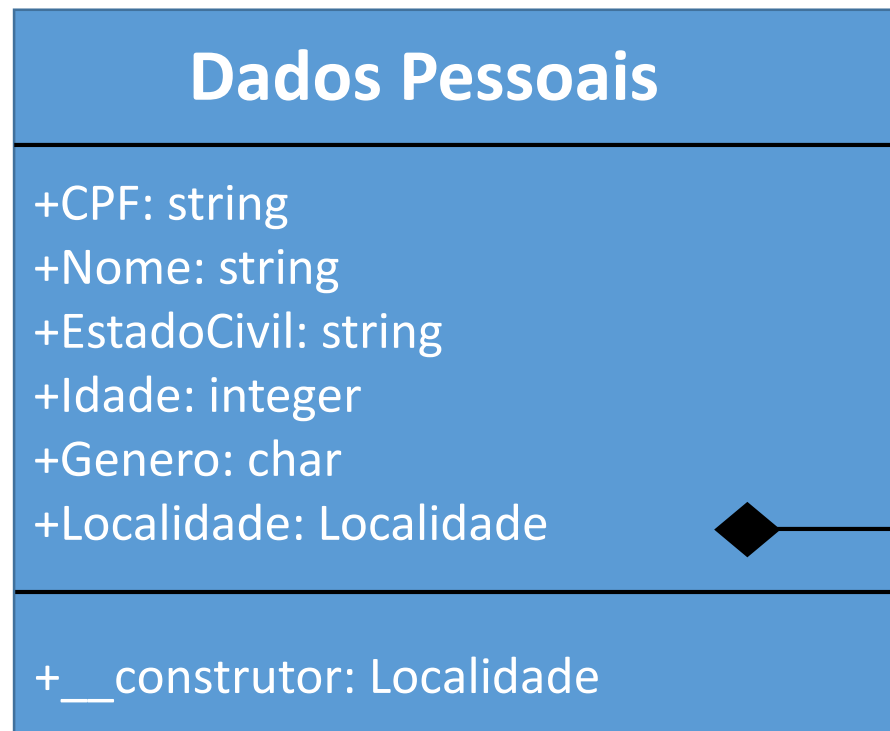 Dados Pessoais
+CPF: string
+Nome: string
+EstadoCivil: string
+Idade: integer
+Genero: char
+Localidade: Localidade
+__construtor: Localidade